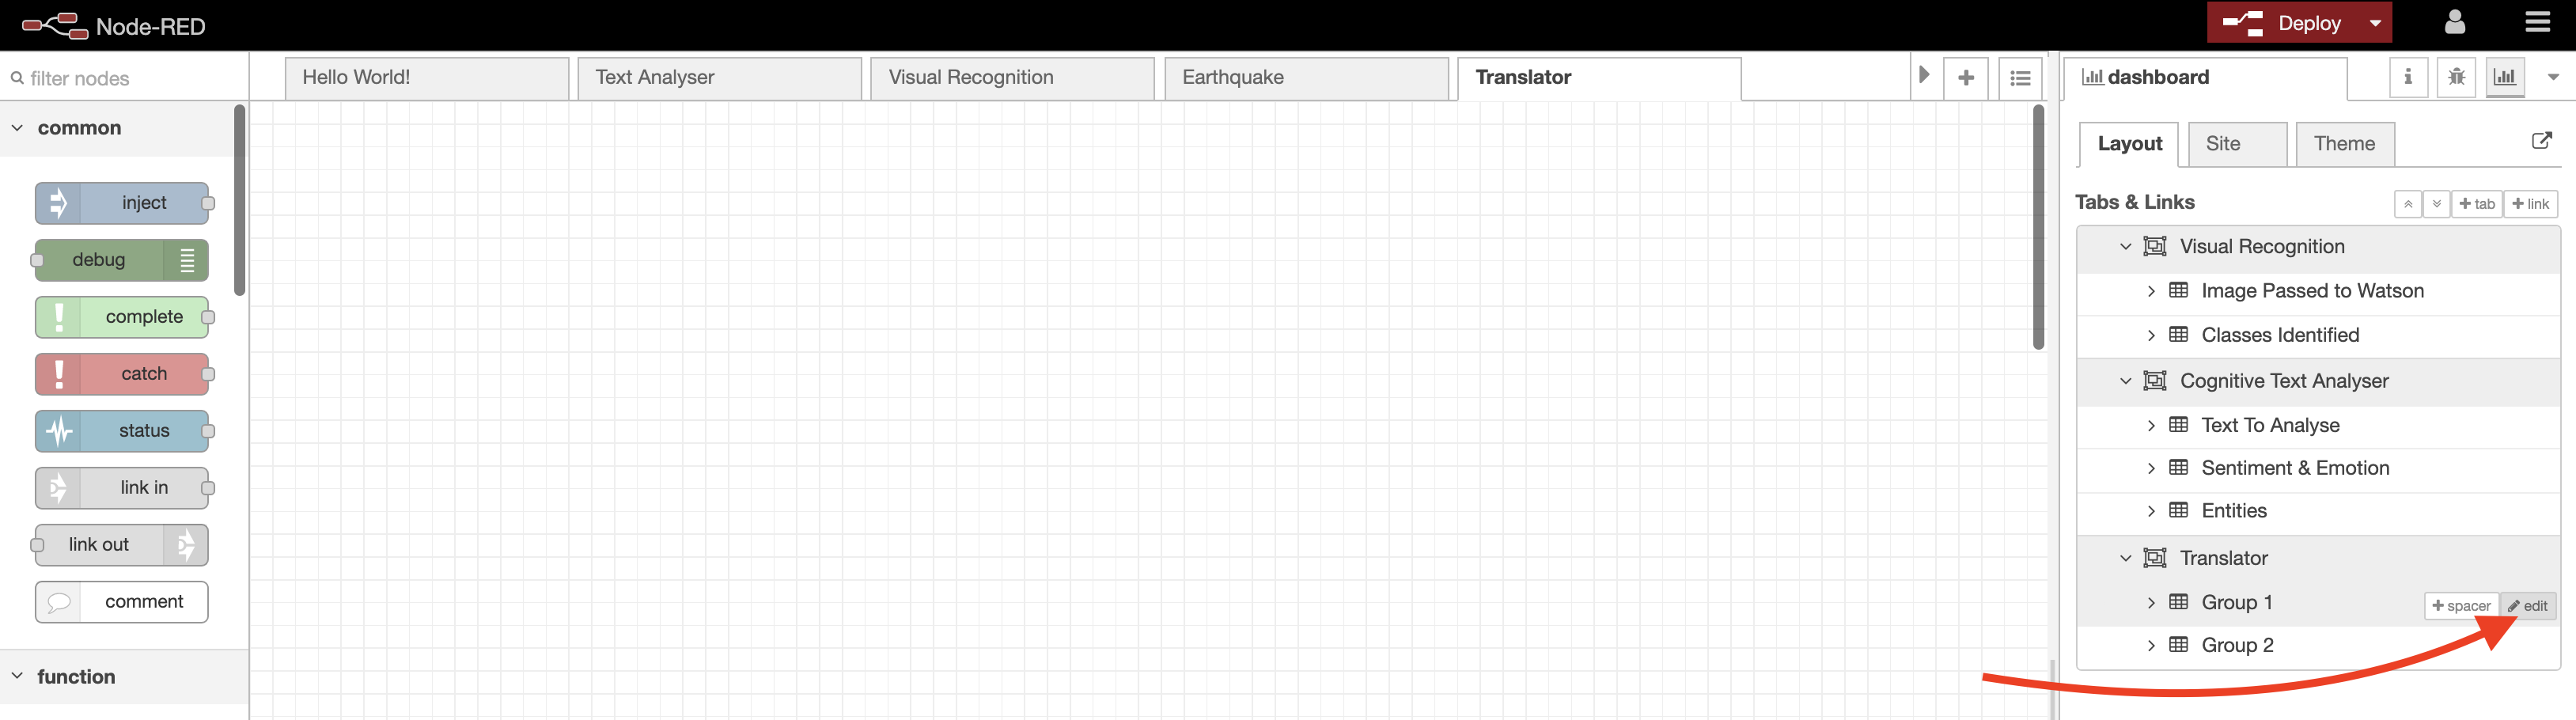 Node-RED
Deploy
filter nodes
Hello World!
Text Analyser
Visual Recognition
Earthquake
Translator
dashboard
common
inject
debug
complete
catch
status
link in
link out
comment
function
Layout
Site
Theme
Tabs & Links
+ tab
+ link
Visual Recognition
Image Passed to Watson
Classes Identified
Cognitive Text Analyser
Text To Analyse
Sentiment & Emotion
Entities
Translator
Group 1
+ spacer
edit
Group 2